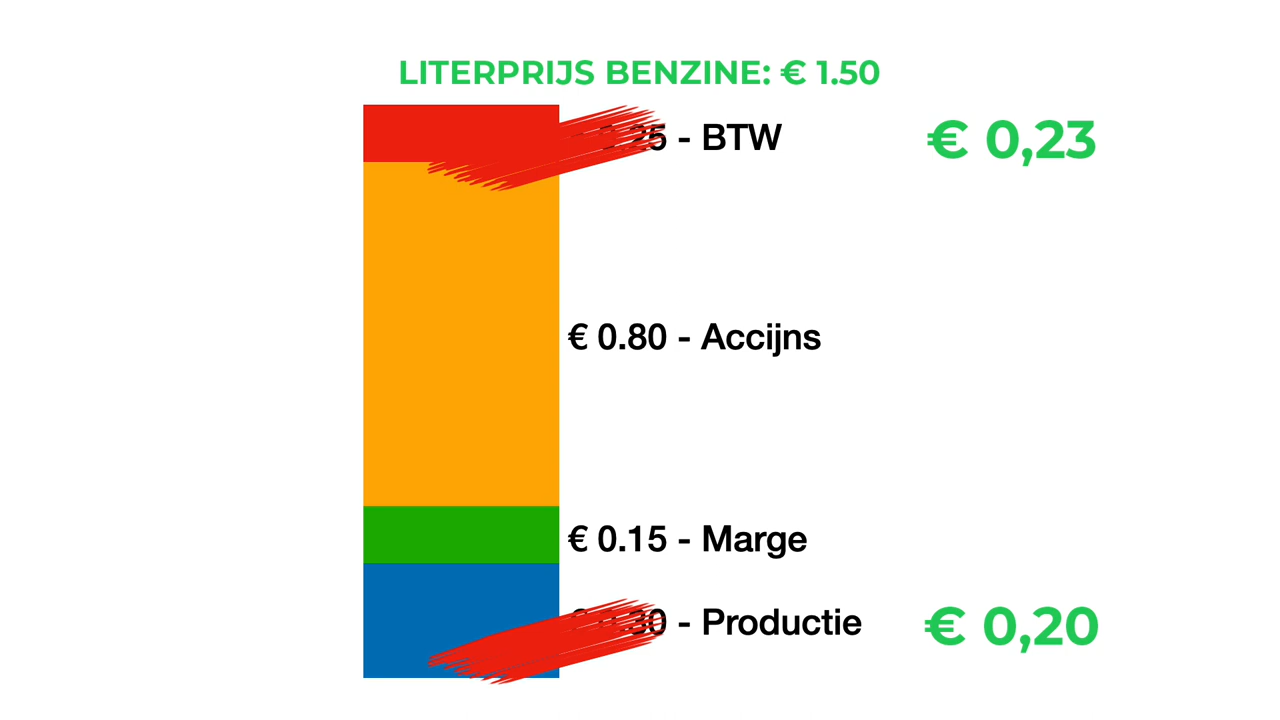 LITERPRIJS BENZINE: € 1.50
- BTW
€ 0,23
€ 0.80 - Accijns
€ 0.15 - Marge
- Productie
€ 0,20